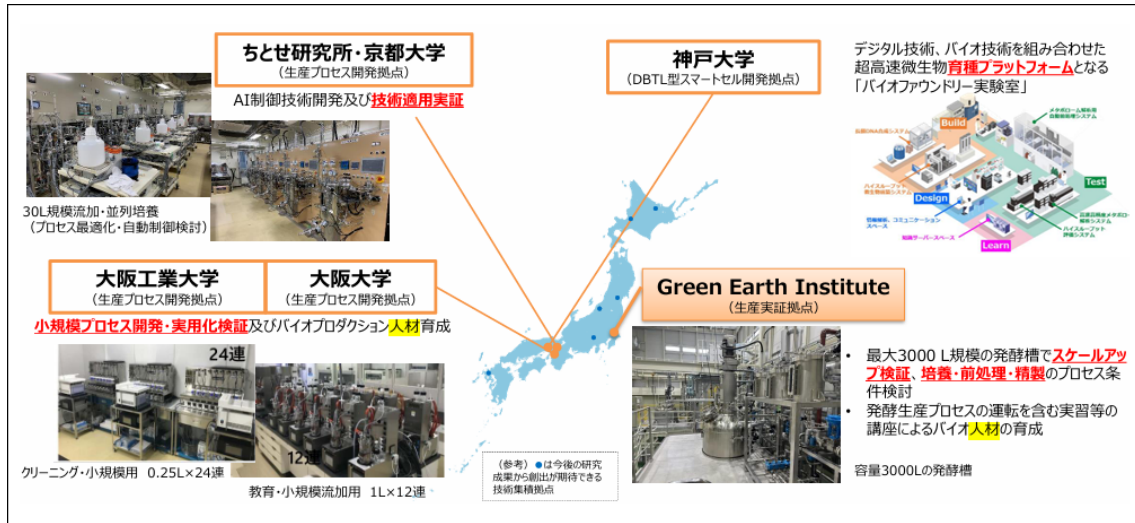 ちとせ研究所・京都大学
（生産プロセス開発拠点）
AI制御技術開発及び技術適用実証
30L規模流加・並列培養
（プロセス最適化・自動制御検討）
神戸大学
（DBTL型スマートセル開発拠点）
デジタル技術、バイオ技術を組み合わせた
超高速微生物育種プラットフォームとなる
「バイオファウンドリー実験室」
Build
Design
Test
Learn
大阪工業大学
（生産プロセス開発拠点）
大阪大学
（生産プロセス開発拠点）
小規模プロセス開発・実用化検証及びバイオプロダクション人材育成
24連
12連
クリーニング・小規模用 0.25L×24連
教育・小規模流加用 1L×12連
Green Earth Institute
（生産実証拠点）
• 最大3000 L規模の発酵槽でスケールアッ
プ検証、培養・前処理・精製のプロセス条
件検討
• 発酵生産プロセスの運転を含む実習等の
講座によるバイオ人材の育成
容量3000Lの発酵槽
（参考）●は今後の研究
成果から創出が期待できる
技術集積拠点